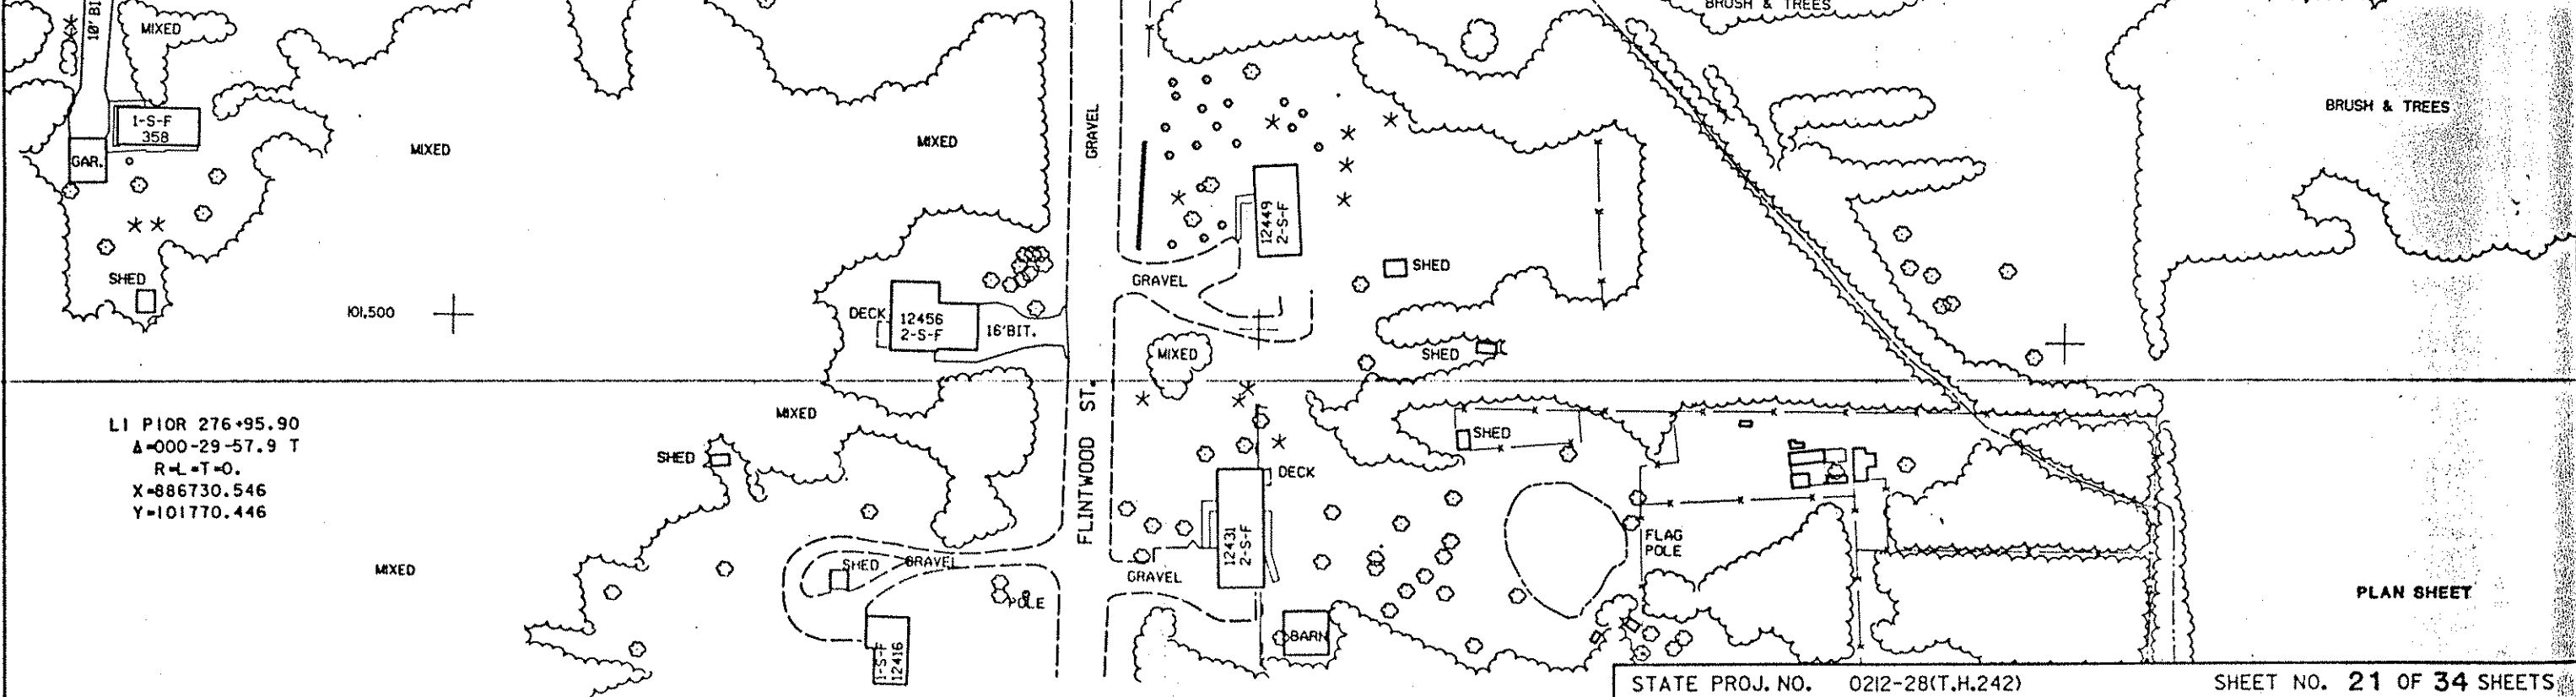 BRUSH & TREES
10' BI
MIXED
GRAVEL
BRUSH & TREES
1-S-F
358
GAR.
MIXED
MIXED
12449
2-S-F
SHED
SHED
GRAVEL
101,500
DECK
12456
2-S-F
16'BIT.
MIXED
SHED
MIXED
FLINTWOOD ST.
L1 PIOR 276+95.90
Δ=000-29-57.9 T
R=L=T=0.
X=886730.546
Y=101770.446
SHED
SHED
DECK
12431
2-S-F
FLAG
POLE
MIXED
SHED
GRAVEL
GRAVEL
POLE
PLAN SHEET
1-S-F
12416
BARN
STATE PROJ. NO. 0212-28(T.H.242)
SHEET NO. 21 OF 34 SHEETS